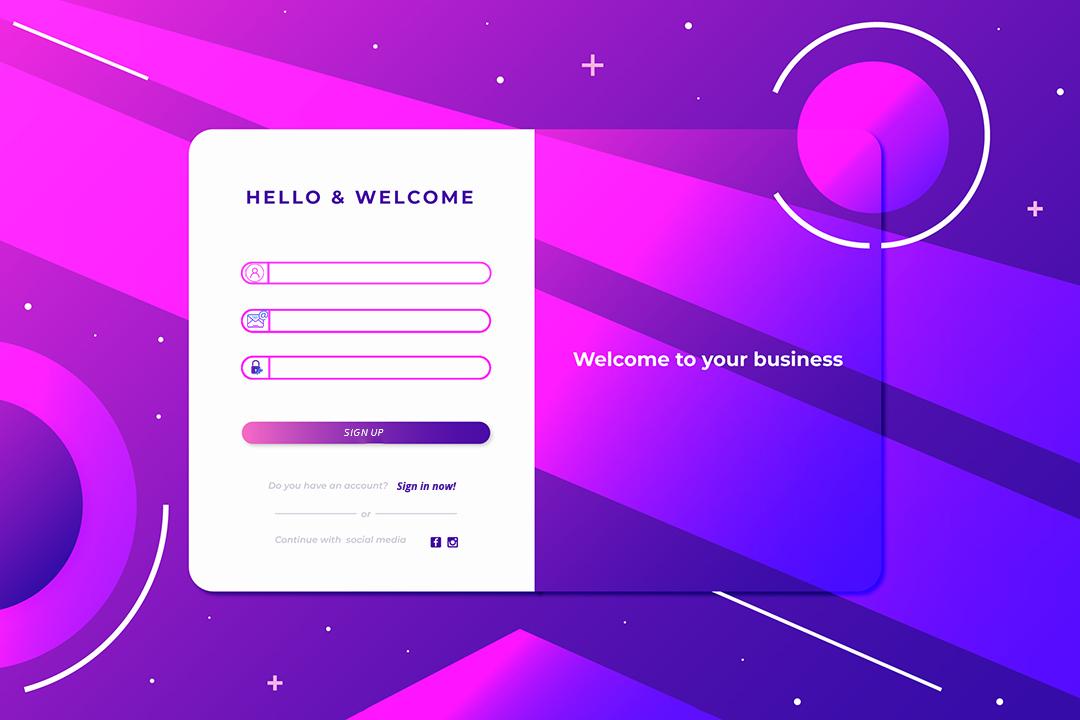 HELLO & WELCOME
SIGN UP
Do you have an account? Sign in now!
or
Continue with social media
Welcome to your business